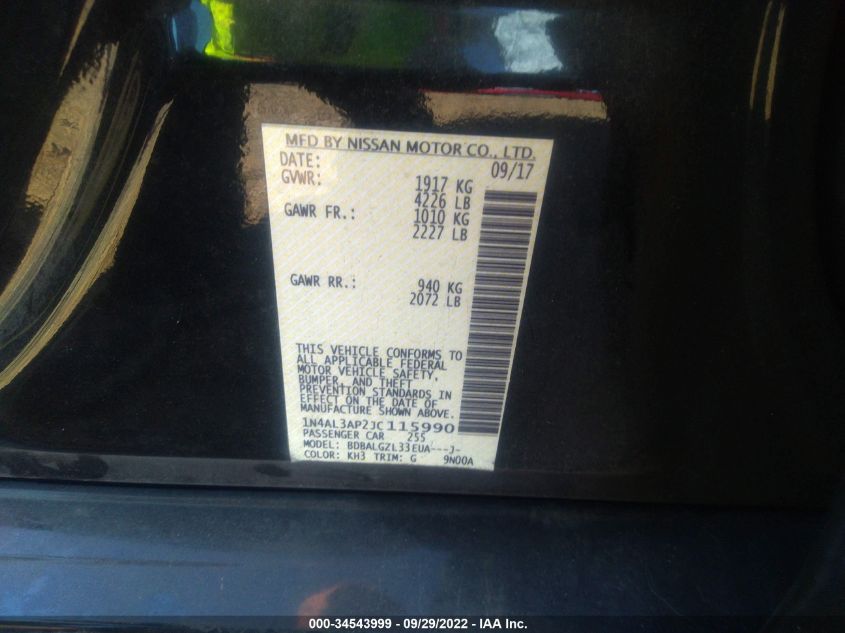 MFD BY NISSAN MOTOR CO., LTD.
DATE: 09/17
GVWR: 1917 KG
4226 LB
GAWR FR.: 1010 KG
2227 LB
GAWR RR.: 940 KG
2072 LB
THIS VEHICLE CONFORMS TO
ALL APPLICABLE FEDERAL
MOTOR VEHICLE SAFETY,
BUMPER, AND THEFT
PREVENTION STANDARDS IN
EFFECT ON THE DATE OF
MANUFACTURE SHOWN ABOVE.
1N4AL3AP2JC115990
PASSENGER CAR 255
MODEL: BDBALGZL33EUA---J-
COLOR: KH3 TRIM: G 9N00A
000-34543999 - 09/29/2022 - IAA Inc.